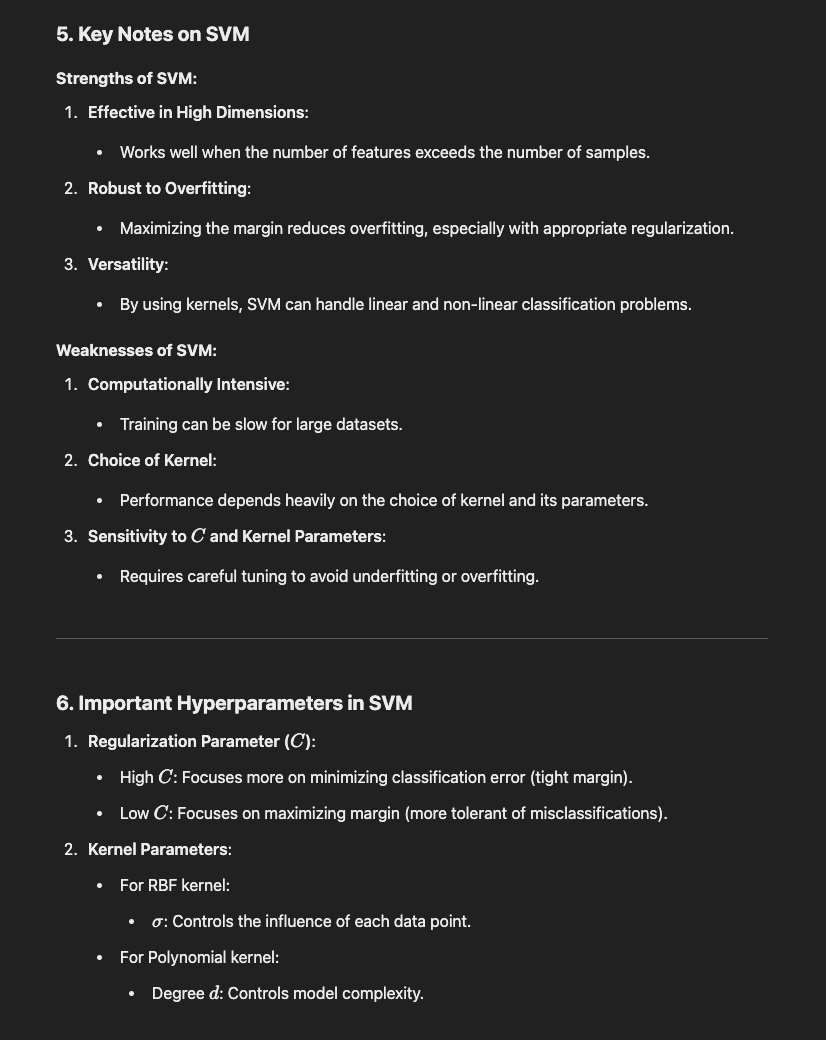 5. Key Notes on SVM
Strengths of SVM:
1. Effective in High Dimensions:
• Works well when the number of features exceeds the number of samples.
2. Robust to Overfitting:
• Maximizing the margin reduces overfitting, especially with appropriate regularization.
3. Versatility:
• By using kernels, SVM can handle linear and non-linear classification problems.
Weaknesses of SVM:
1. Computationally Intensive:
• Training can be slow for large datasets.
2. Choice of Kernel:
• Performance depends heavily on the choice of kernel and its parameters.
3. Sensitivity to C and Kernel Parameters:
• Requires careful tuning to avoid underfitting or overfitting.
6. Important Hyperparameters in SVM
1. Regularization Parameter (C):
• High C: Focuses more on minimizing classification error (tight margin).
• Low C: Focuses on maximizing margin (more tolerant of misclassifications).
2. Kernel Parameters:
• For RBF kernel:
• σ: Controls the influence of each data point.
• For Polynomial kernel:
• Degree d: Controls model complexity.